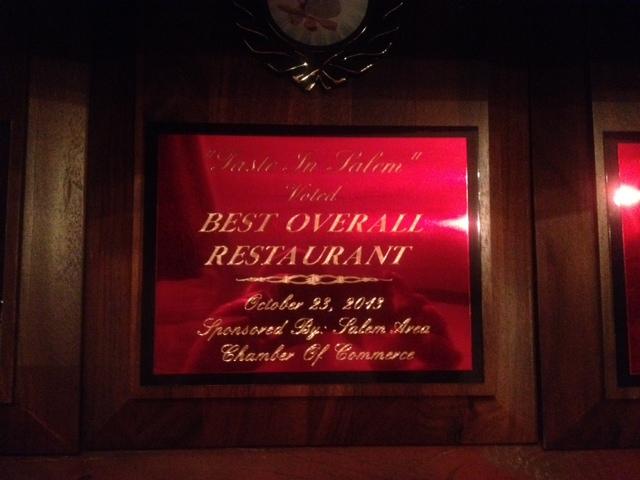 "Taste In Salem"
Voted
BEST OVERALL
RESTAURANT
October 23, 2013
Sponsored By: Salem Area
Chamber Of Commerce